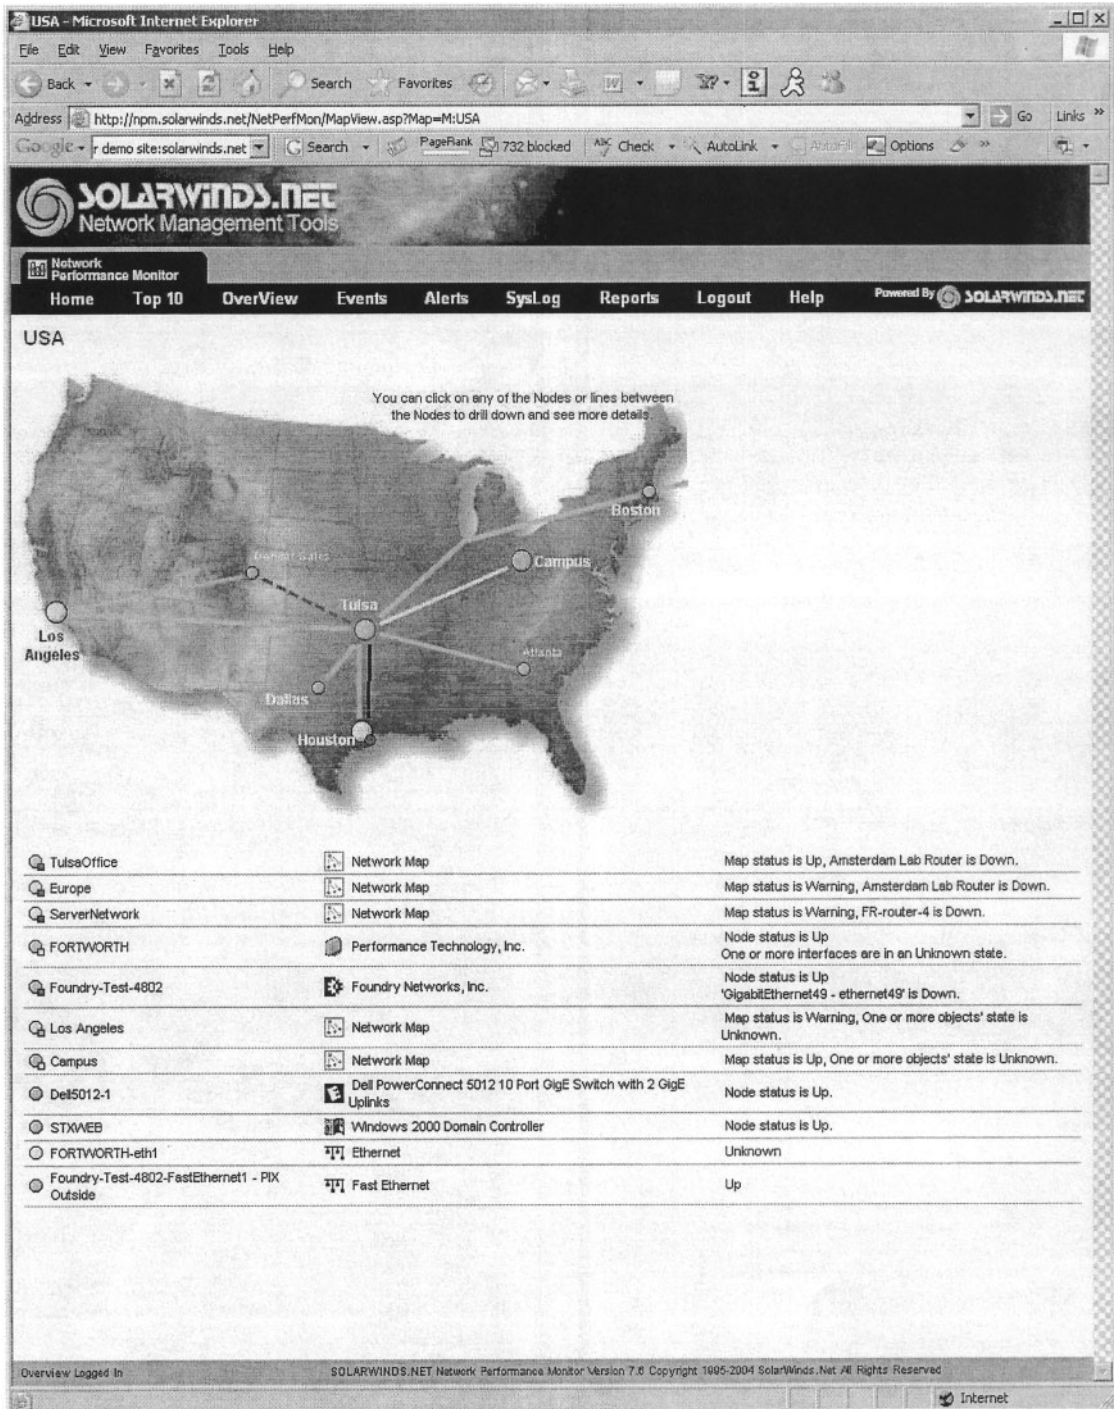 USA - Microsoft Internet Explorer
File Edit View Favorites Tools Help
Back Search Favorites
Address http://npm.solarwinds.net/NetPerfMon/MapView.asp?Map=M:USA Go Links »
Google r demo site:solarwinds.net Search PageRank 732 blocked ABC Check AutoLink AutoFill Options »
SOLARWINDS.NET
Network Management Tools
Network
Performance Monitor
Home Top 10 OverView Events Alerts SysLog Reports Logout Help Powered By SOLARWINDS.NET
USA
You can click on any of the Nodes or lines between
the Nodes to drill down and see more details.
Boston
Campus
Tulsa
Los
Angeles
Atlanta
Dallas
Houston
TulsaOffice Network Map Map status is Up, Amsterdam Lab Router is Down.
Europe Network Map Map status is Warning, Amsterdam Lab Router is Down.
ServerNetwork Network Map Map status is Warning, FR-router-4 is Down.
FORTWORTH Performance Technology, Inc. Node status is Up
One or more interfaces are in an Unknown state.
Foundry-Test-4802 Foundry Networks, Inc. Node status is Up
'GigabitEthernet49 - ethernet49' is Down.
Los Angeles Network Map Map status is Warning, One or more objects' state is
Unknown.
Campus Network Map Map status is Up, One or more objects' state is Unknown.
Dell5012-1 Dell PowerConnect 5012 10 Port GigE Switch with 2 GigE
Uplinks Node status is Up.
STXWEB Windows 2000 Domain Controller Node status is Up.
FORTWORTH-eth1 Ethernet Unknown
Foundry-Test-4802-FastEthernet1 - PIX
Outside Fast Ethernet Up
Overview Logged In SOLARWINDS.NET Network Performance Monitor Version 7.6 Copyright 1995-2004 SolarWinds.Net All Rights Reserved
Internet